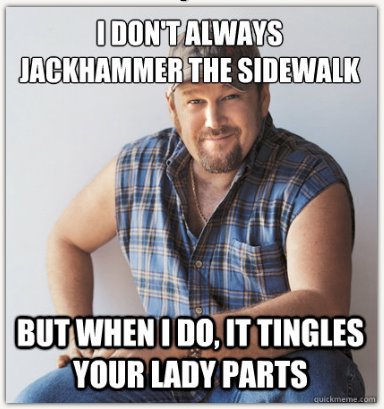 I DON'T ALWAYS
JACKHAMMER THE SIDEWALK
BUT WHEN I DO, IT TINGLES
YOUR LADY PARTS
quickmeme.com